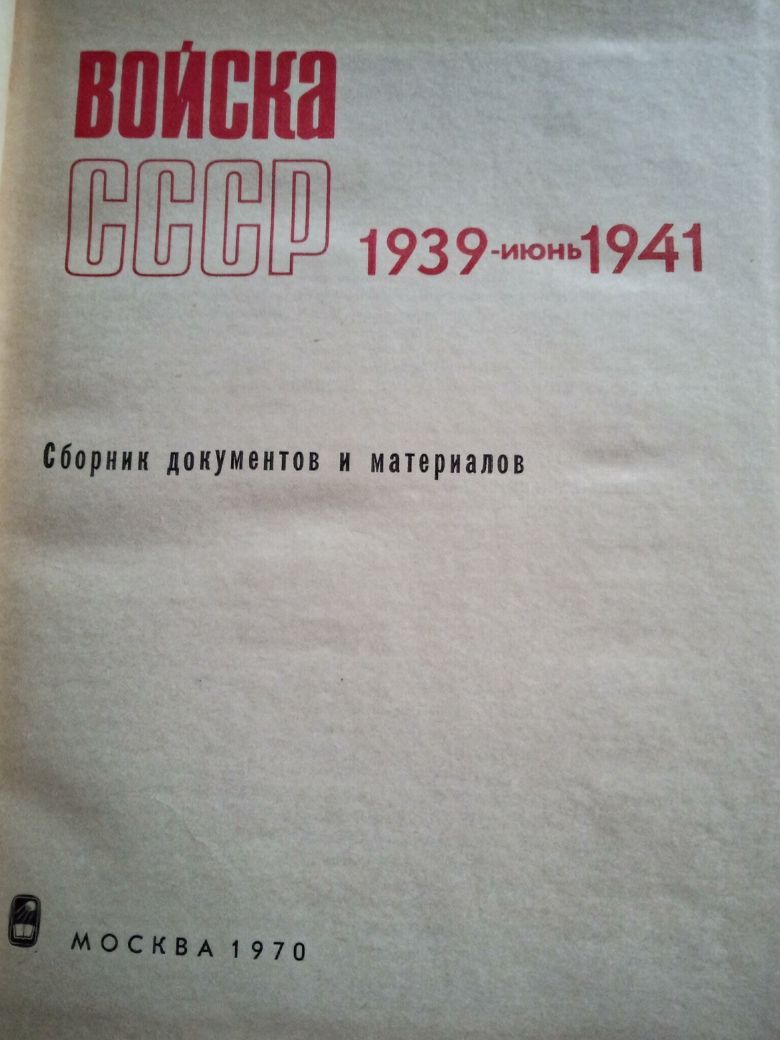 ВОЙСКА
СССР 1939-июнь1941
Сборник документов и материалов
МОСКВА 1970